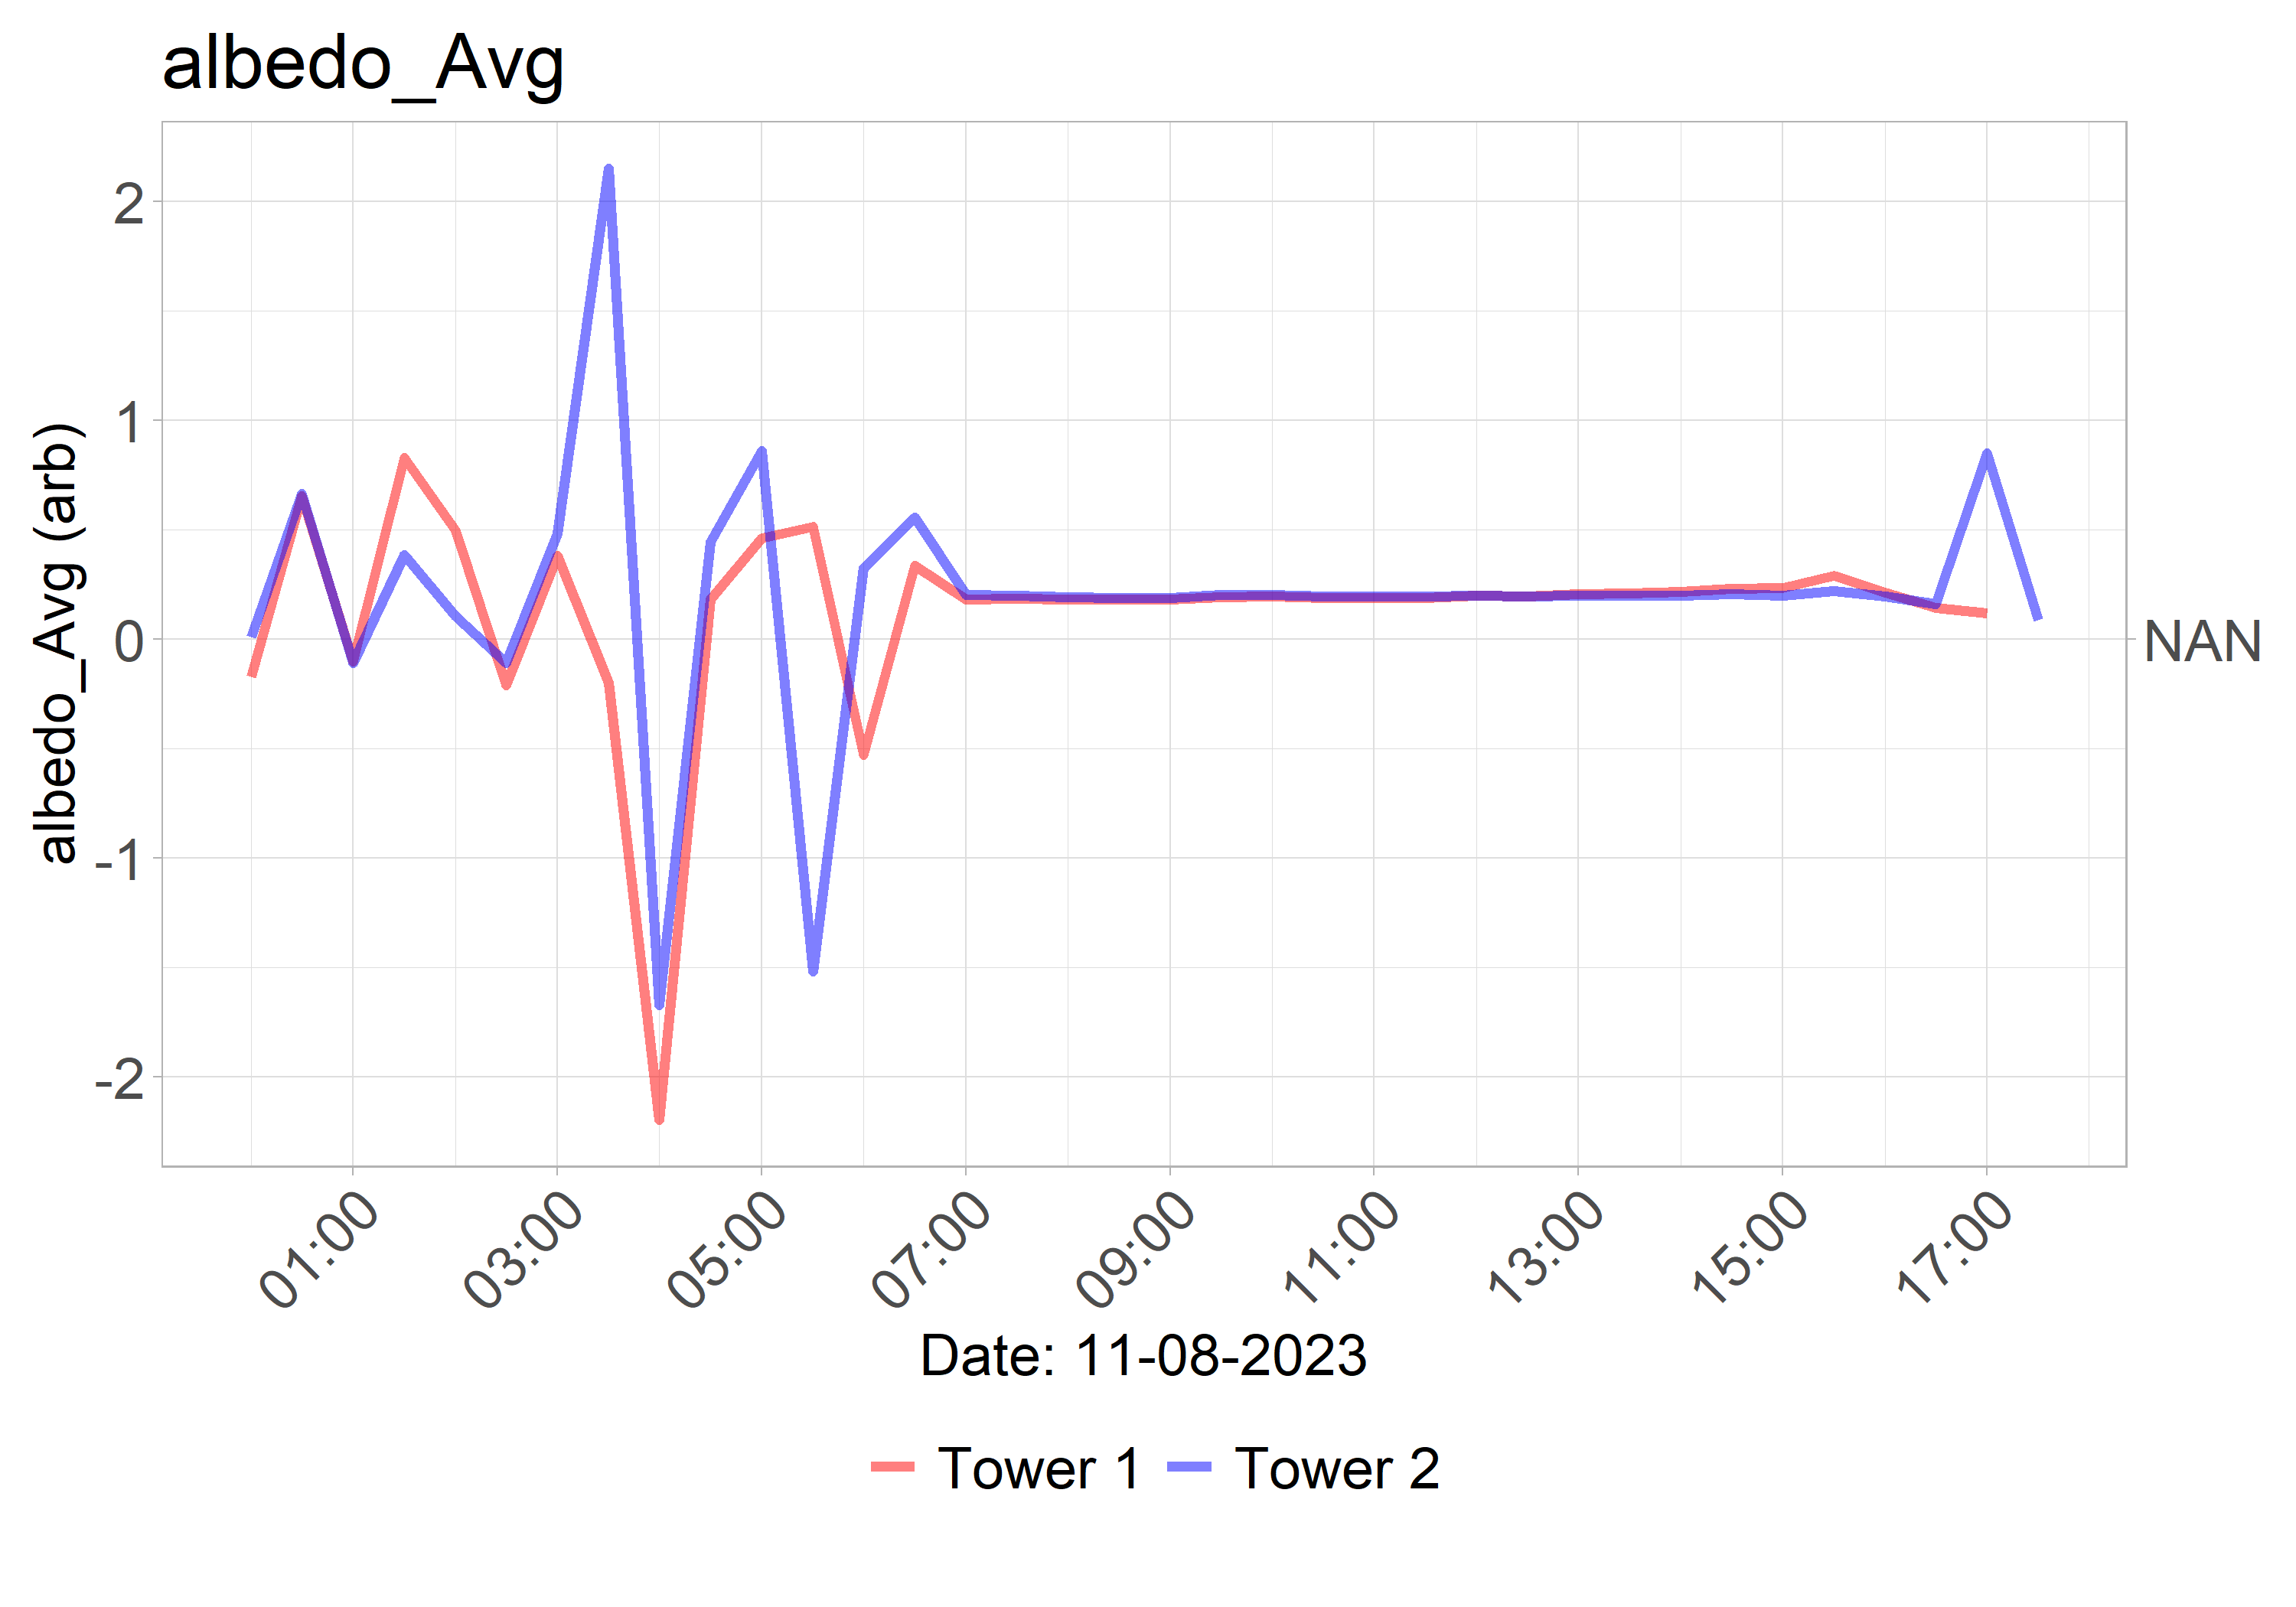 albedo_Avg
albedo_Avg (arb)
2
1
0
-1
-2
NAN
01:00
03:00
05:00
07:00
09:00
11:00
13:00
15:00
17:00
Date: 11-08-2023
Tower 1
Tower 2